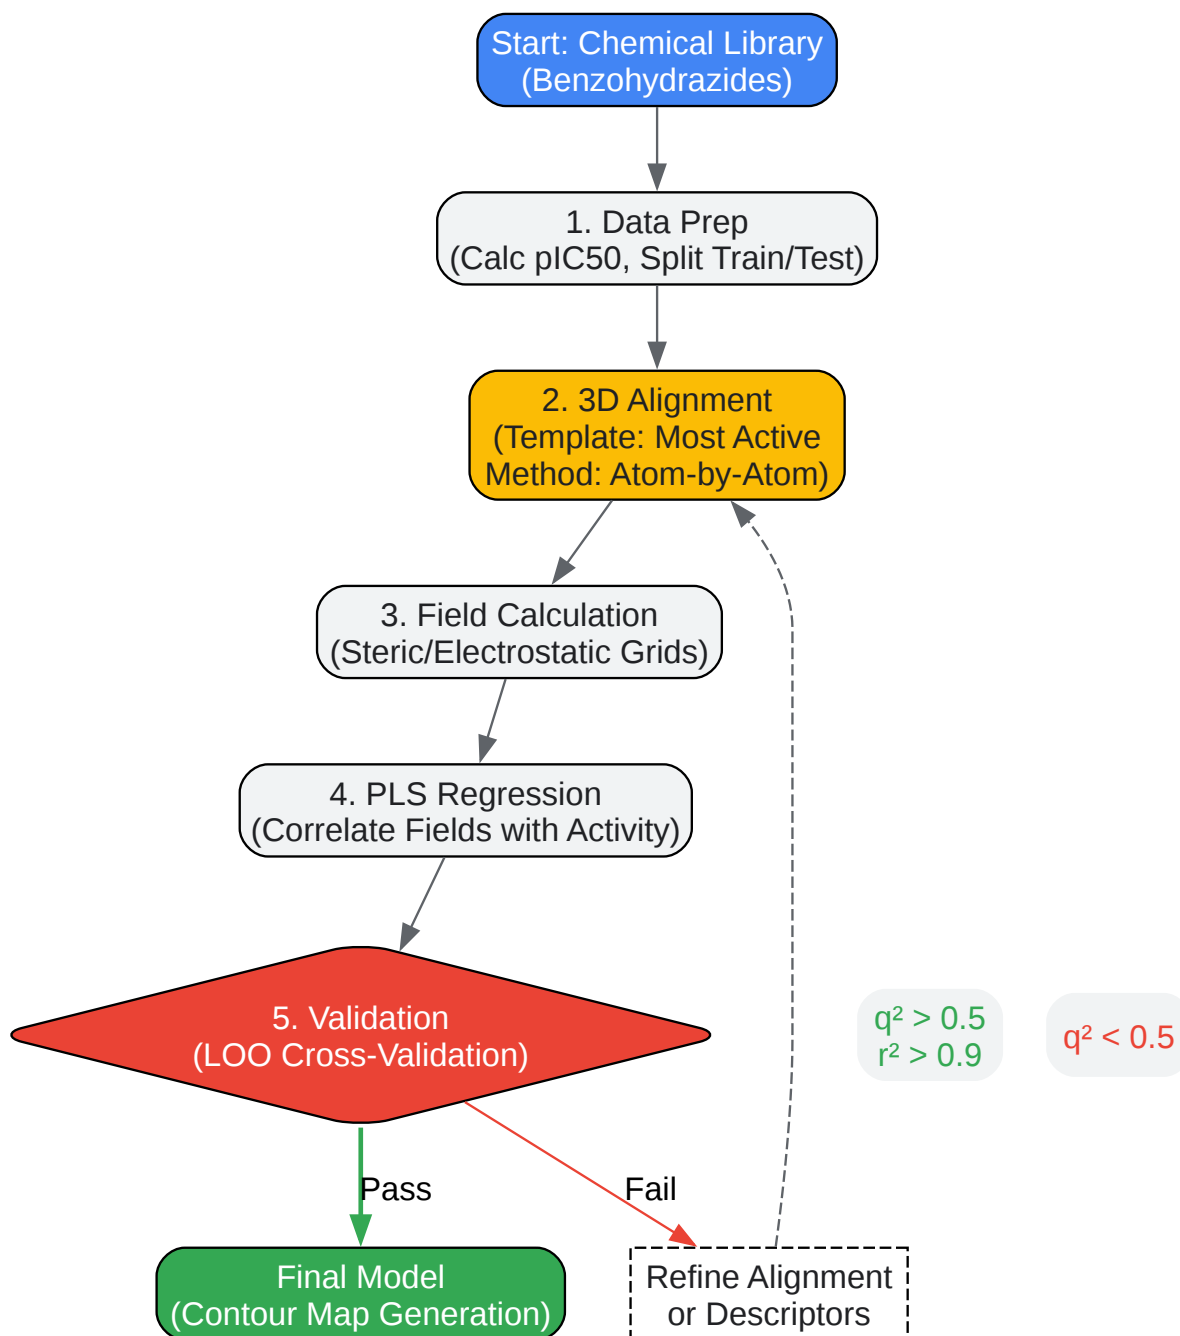 Start: Chemical Library
(Benzohydrazides)
1. Data Prep
(Calc pIC50, Split Train/Test)
2. 3D Alignment
(Template: Most Active
Method: Atom-by-Atom)
3. Field Calculation
(Steric/Electrostatic Grids)
4. PLS Regression
(Correlate Fields with Activity)
5. Validation
(LOO Cross-Validation)
q² > 0.5
r² > 0.9
q² < 0.5
Pass
Fail
Final Model
(Contour Map Generation)
Refine Alignment
or Descriptors